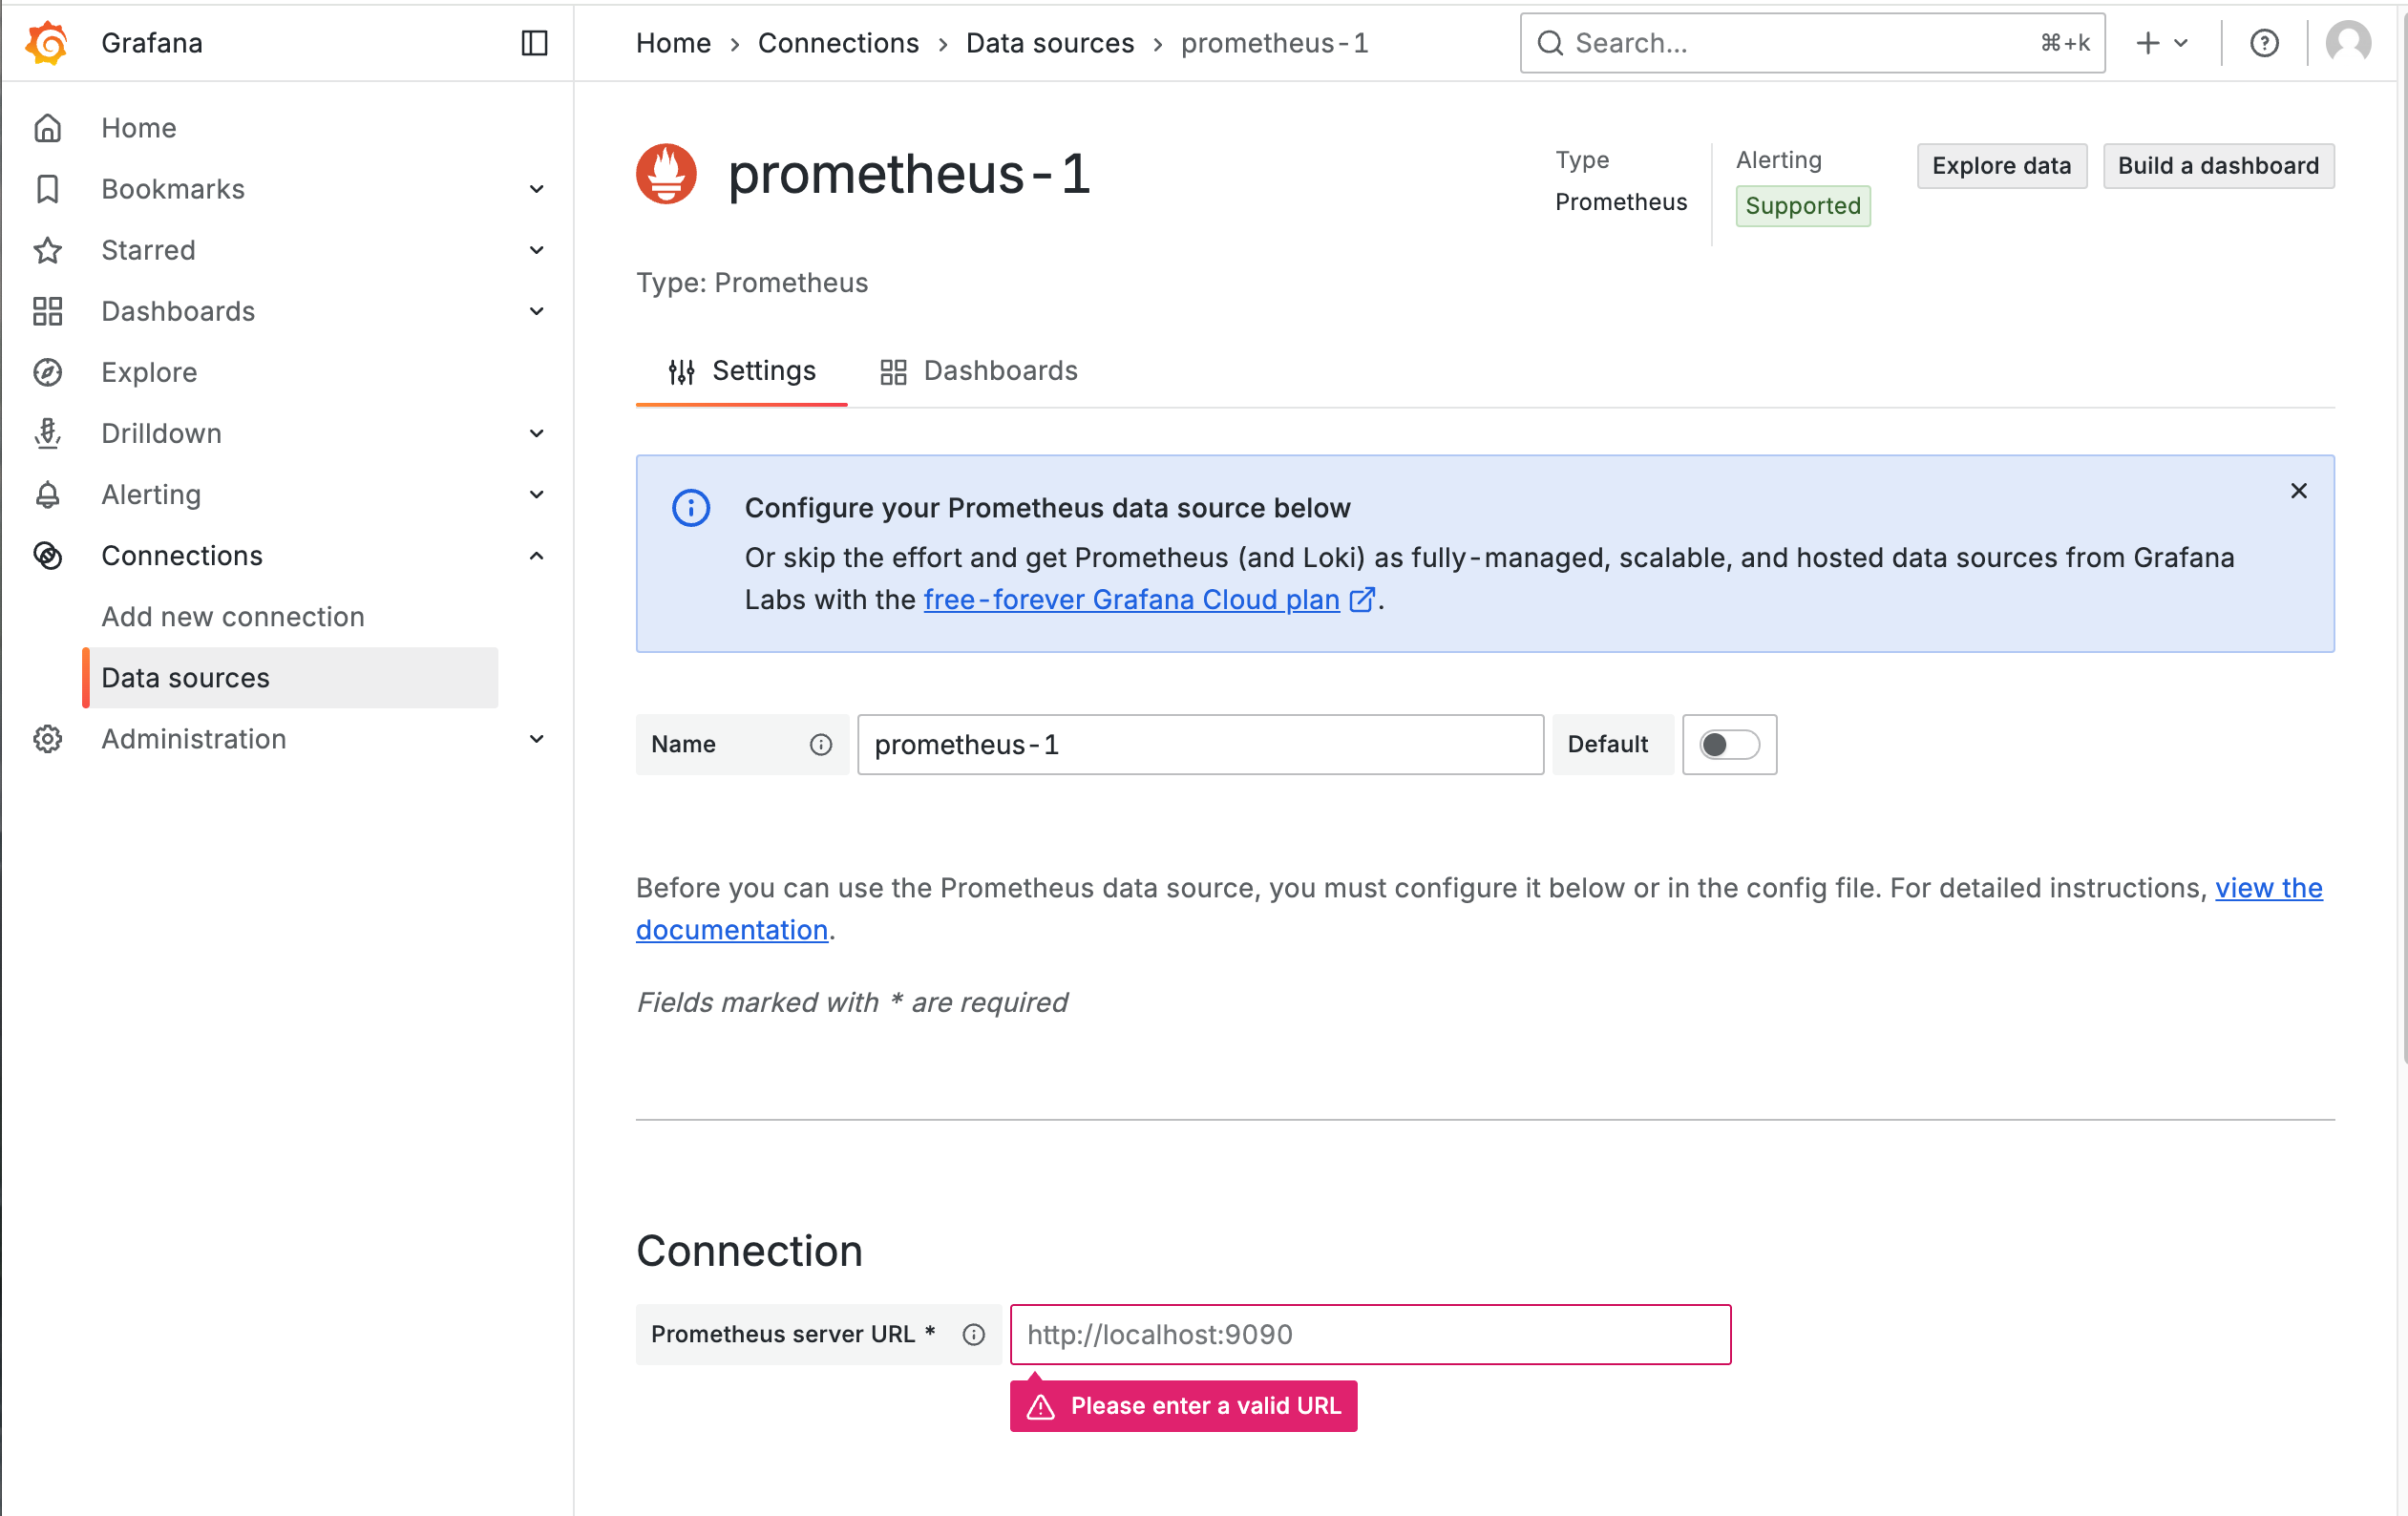 Grafana
Home › Connections › Data sources › prometheus-1
Search...
⌘+k
Home
Bookmarks
Starred
Dashboards
Explore
Drilldown
Alerting
Connections
Add new connection
Data sources
Administration
prometheus-1
Type
Prometheus
Alerting
Supported
Explore data
Build a dashboard
Type: Prometheus
Settings
Dashboards
Configure your Prometheus data source below
Or skip the effort and get Prometheus (and Loki) as fully-managed, scalable, and hosted data sources from Grafana
Labs with the free-forever Grafana Cloud plan.
Name
prometheus-1
Default
Before you can use the Prometheus data source, you must configure it below or in the config file. For detailed instructions, view the
documentation.
Fields marked with * are required
Connection
Prometheus server URL *
http://localhost:9090
Please enter a valid URL